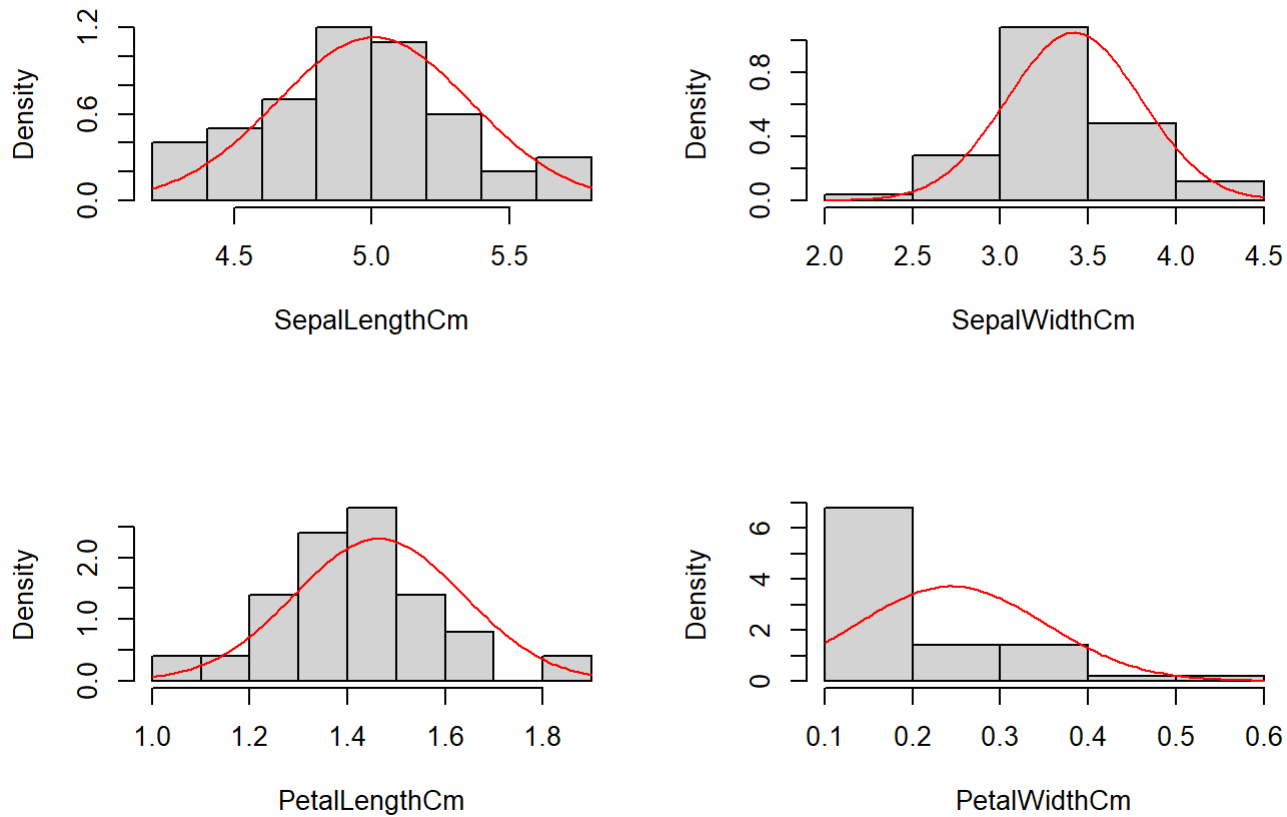 Density
0.0 0.6 1.2
4.5 5.0 5.5
SepalLengthCm
Density
0.0 0.4 0.8
2.0 2.5 3.0 3.5 4.0 4.5
SepalWidthCm
Density
0.0 1.0 2.0
1.0 1.2 1.4 1.6 1.8
PetalLengthCm
Density
0 2 4 6
0.1 0.2 0.3 0.4 0.5 0.6
PetalWidthCm